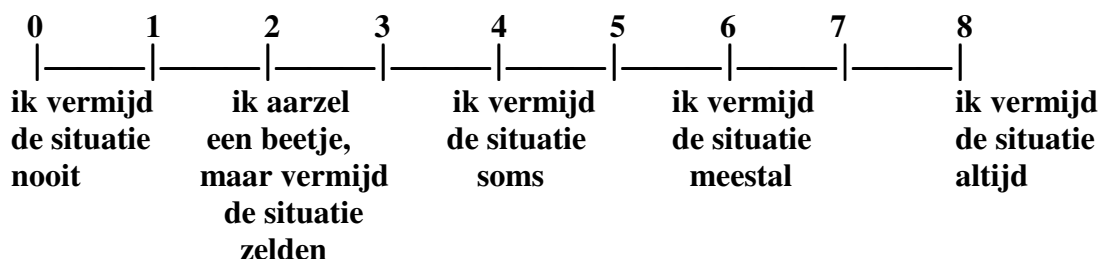 0 1 2 3 4 5 6 7 8
ik vermijd ik aarzel ik vermijd ik vermijd ik vermijd
de situatie een beetje, de situatie de situatie de situatie
nooit maar vermijd soms meestal altijd
de situatie
zelden